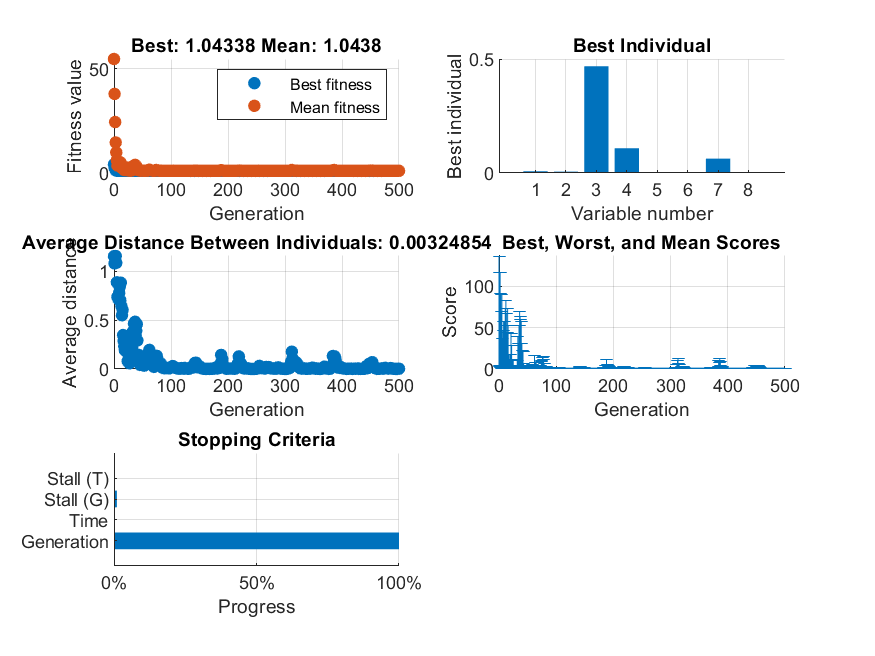 Best: 1.04338 Mean: 1.0438
Fitness value
50
0
Best fitness
Mean fitness
0 100 200 300 400 500
Generation
Best Individual
Best individual
0.5
0
1 2 3 4 5 6 7 8
Variable number
Average Distance Between Individuals: 0.00324854
Average distance
1
0.5
0
0 100 200 300 400 500
Generation
Best, Worst, and Mean Scores
Score
100
50
0
0 100 200 300 400 500
Generation
Stopping Criteria
Stall (T)
Stall (G)
Time
Generation
0% 50% 100%
Progress